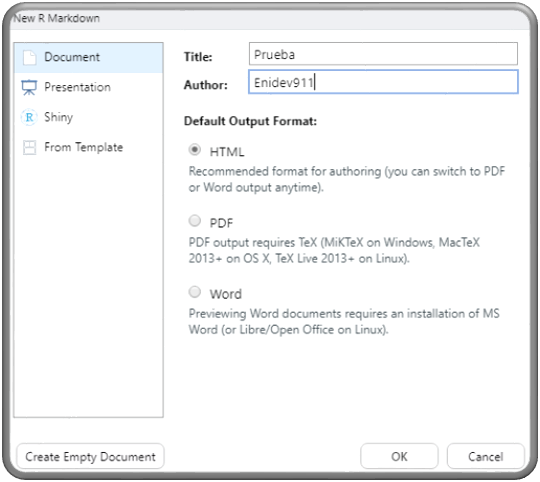 New R Markdown
Document
Presentation
R Shiny
From Template
Title: Prueba
Author: Enidev911
Default Output Format:
HTML
Recommended format for authoring (you can switch to PDF
or Word output anytime).
PDF
PDF output requires TeX (MiKTeX on Windows, MacTeX
2013+ on OS X, TeX Live 2013+ on Linux).
Word
Previewing Word documents requires an installation of MS
Word (or Libre/Open Office on Linux).
Create Empty Document
OK
Cancel